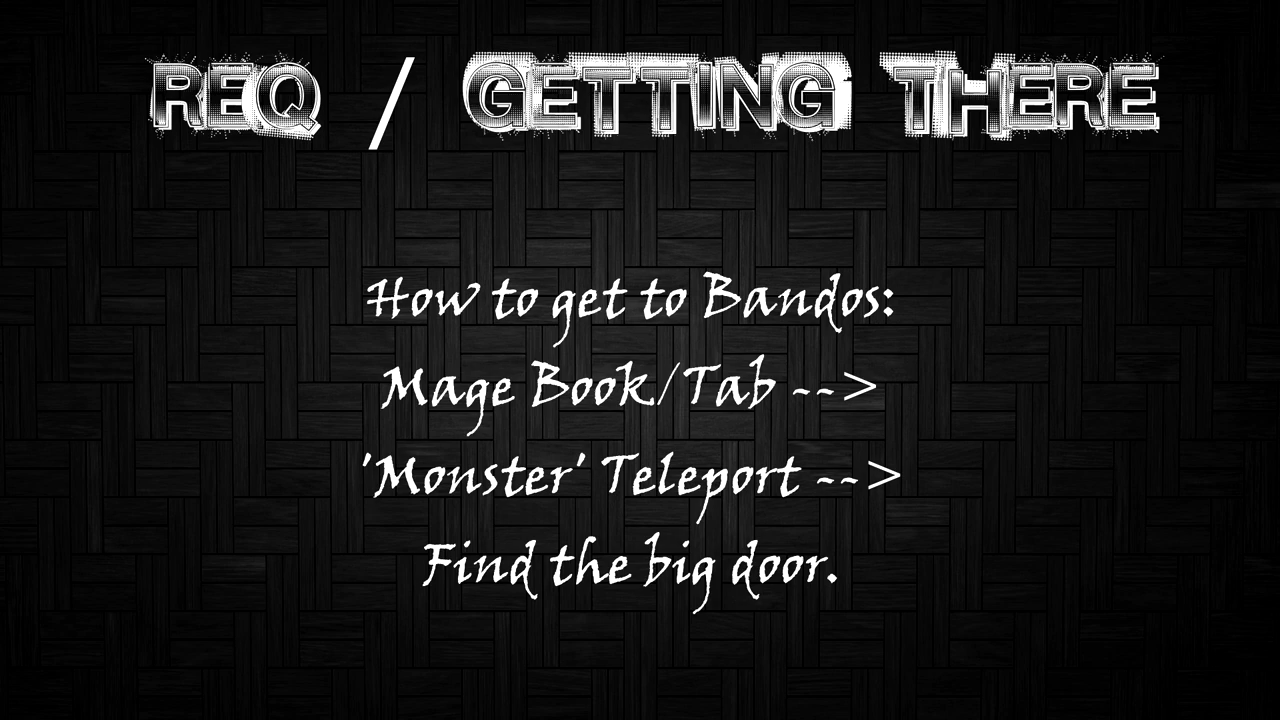 REQ / GETTING THERE
How to get to Bandos:
Mage Book/Tab -->
'Monster' Teleport -->
Find the big door.